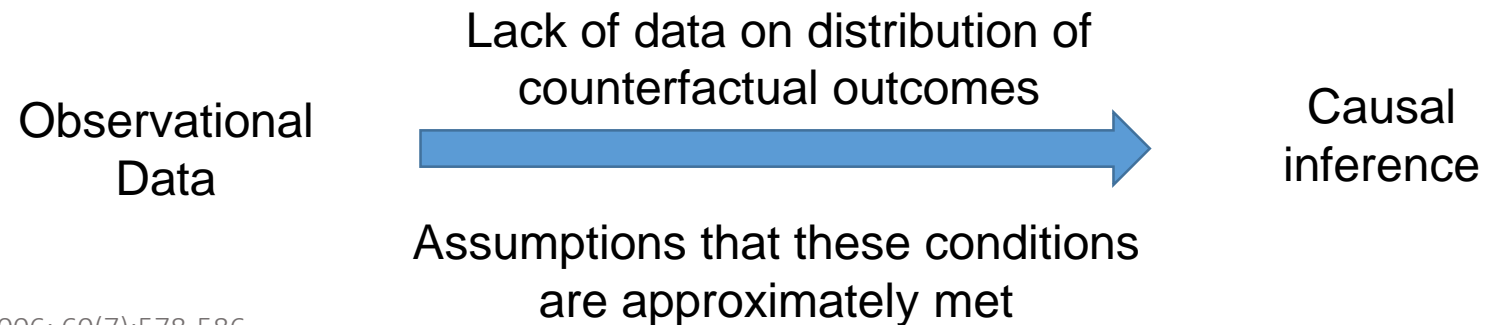 Lack of data on distribution of
counterfactual outcomes
Observational
Data
Causal
inference
Assumptions that these conditions
are approximately met